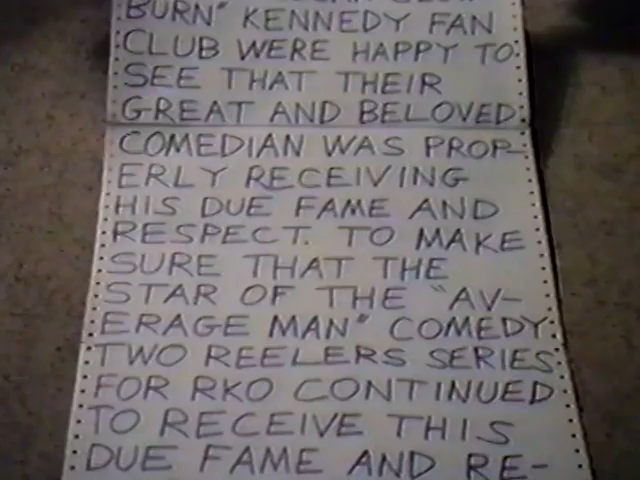 BURN" KENNEDY FAN
CLUB WERE HAPPY TO
SEE THAT THEIR
GREAT AND BELOVED
COMEDIAN WAS PROP-
ERLY RECEIVING
HIS DUE FAME AND
RESPECT. TO MAKE
SURE THAT THE
STAR OF THE "AV-
ERAGE MAN" COMEDY
TWO REELERS SERIES
FOR RKO CONTINUED
TO RECEIVE THIS
DUE FAME AND RE-